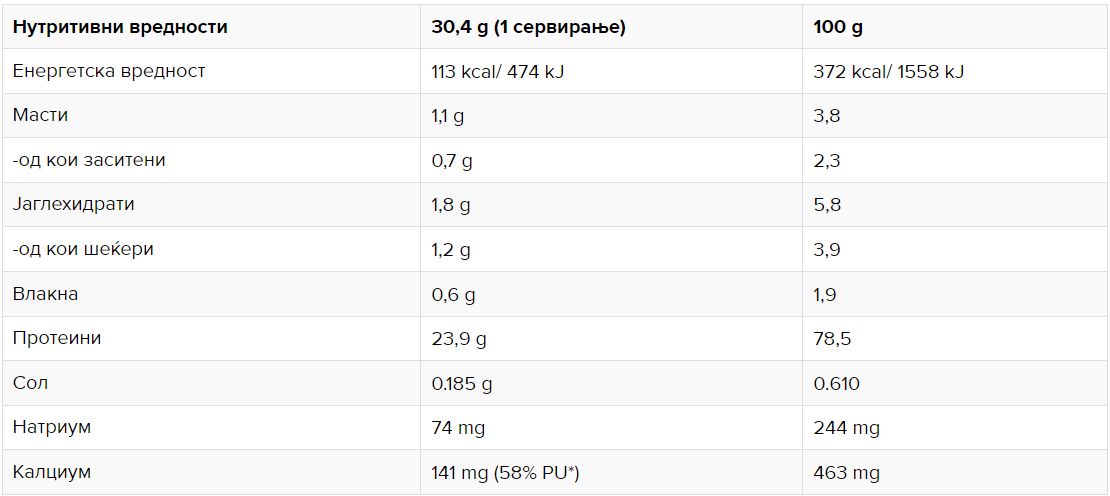 Нутритивни вредности 30,4 g (1 сервирање) 100 g
Енергетска вредност 113 kcal/ 474 kJ 372 kcal/ 1558 kJ
Масти 1,1 g 3,8
-од кои заситени 0,7 g 2,3
Јаглехидрати 1,8 g 5,8
-од кои шеќери 1,2 g 3,9
Влакна 0,6 g 1,9
Протеини 23,9 g 78,5
Сол 0.185 g 0.610
Натриум 74 mg 244 mg
Калциум 141 mg (58% PU*) 463 mg